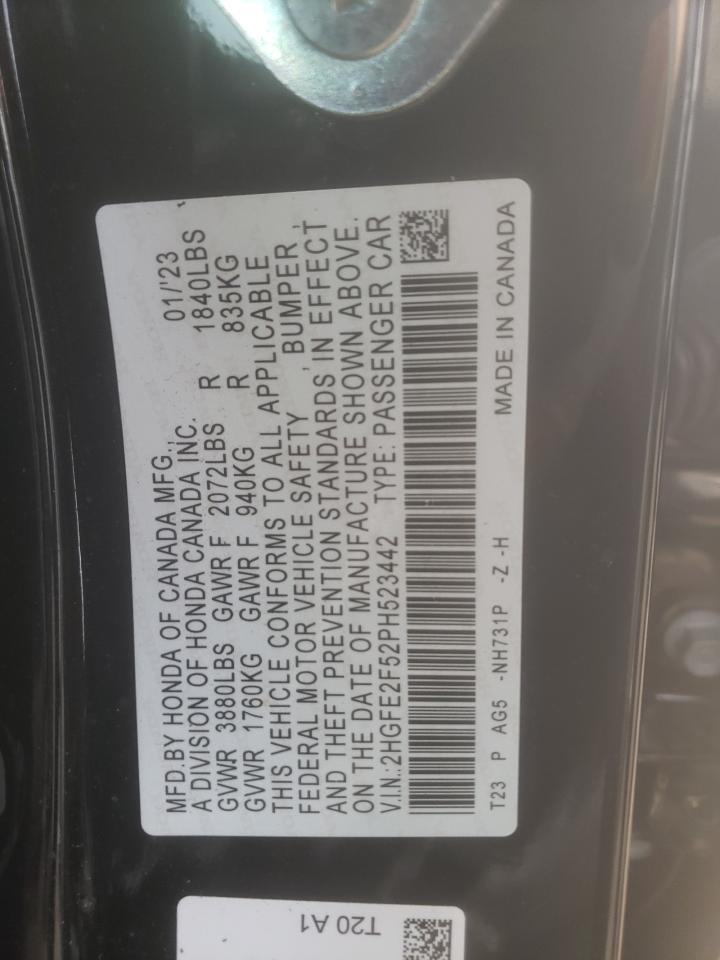 MFD.BY HONDA OF CANADA MFG., 01/'23
A DIVISION OF HONDA CANADA INC.
GVWR 3880LBS GAWR F 2072LBS R 1840LBS
GVWR 1760KG GAWR F 940KG R 835KG
THIS VEHICLE CONFORMS TO ALL APPLICABLE
FEDERAL MOTOR VEHICLE SAFETY , BUMPER ,
AND THEFT PREVENTION STANDARDS IN EFFECT
ON THE DATE OF MANUFACTURE SHOWN ABOVE.
V.I.N.:2HGFE2F52PH523442 TYPE: PASSENGER CAR
T23 P AG5 -NH731P -Z -H MADE IN CANADA
T20 A1